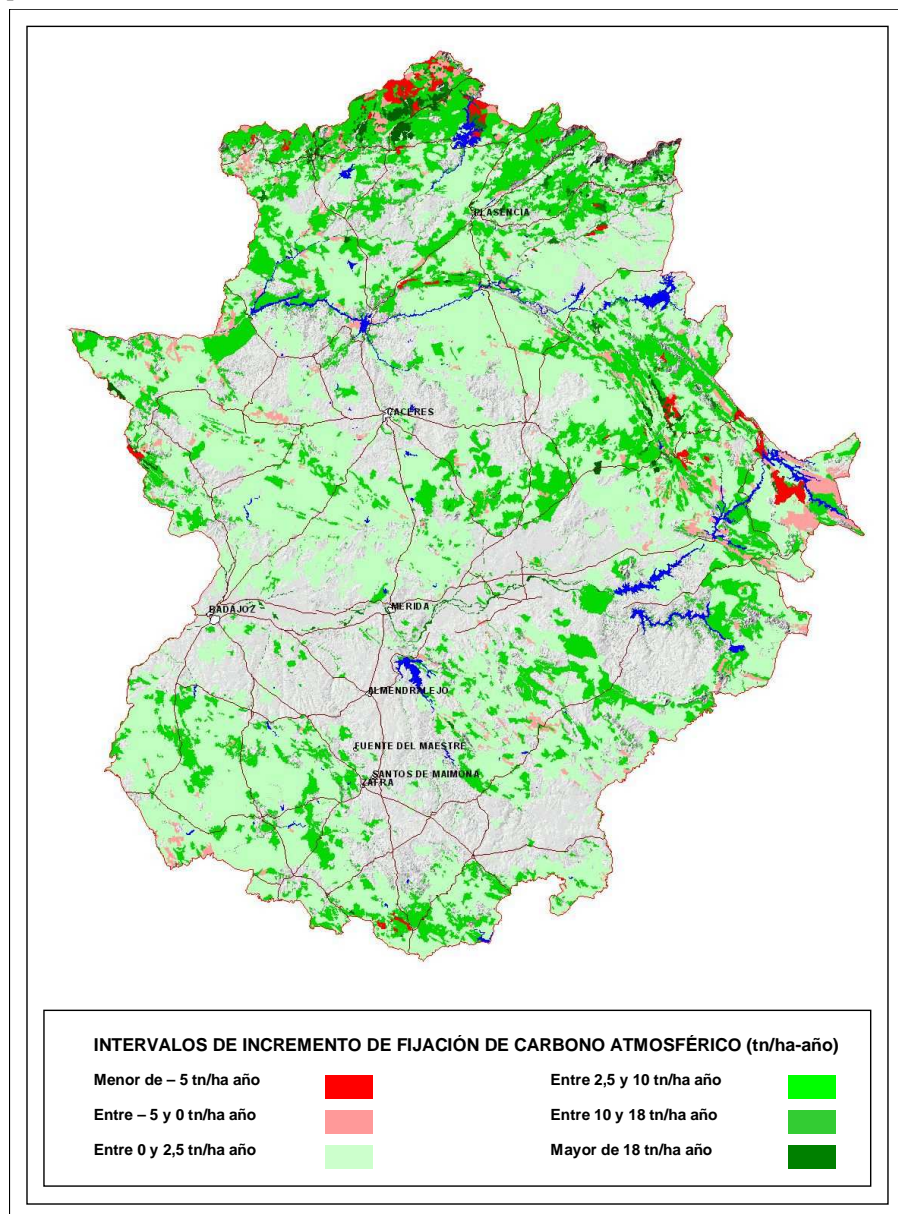 PLASENCIA
CACERES
BADAJOZ
MERIDA
ALMENDRALEJO
FUENTE DEL MAESTRE
SANTOS DE MAIMONA
ZAFRA
INTERVALOS DE INCREMENTO DE FIJACIÓN DE CARBONO ATMOSFÉRICO (tn/ha-año)
Menor de – 5 tn/ha año
Entre 2,5 y 10 tn/ha año
Entre – 5 y 0 tn/ha año
Entre 10 y 18 tn/ha año
Entre 0 y 2,5 tn/ha año
Mayor de 18 tn/ha año